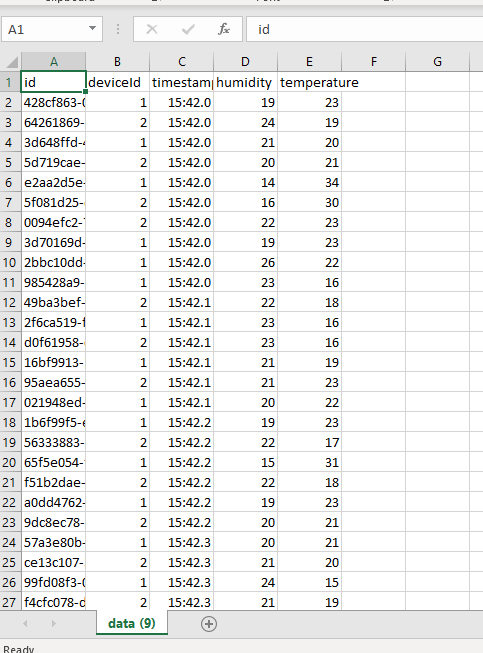 A1 fx id
A B C D E F G
1 id deviceId timestamp humidity temperature
2 428cf863-0 1 15:42.0 19 23
3 64261869- 2 15:42.0 24 19
4 3d648ffd-4 1 15:42.0 21 20
5 5d719cae- 2 15:42.0 20 21
6 e2aa2d5e- 1 15:42.0 14 34
7 5f081d25- 2 15:42.0 16 30
8 0094efc2- 2 15:42.0 22 23
9 3d70169d- 1 15:42.0 19 23
10 2bbc10dd- 1 15:42.0 26 22
11 985428a9- 1 15:42.0 23 16
12 49ba3bef- 2 15:42.1 22 18
13 2f6ca519-f 1 15:42.1 23 16
14 d0f61958- 2 15:42.1 23 16
15 16bf9913- 1 15:42.1 21 19
16 95aea655- 2 15:42.1 21 23
17 021948ed- 1 15:42.1 20 22
18 1b6f99f5-e 1 15:42.2 19 23
19 56333883- 2 15:42.2 22 17
20 65f5e054- 1 15:42.2 15 31
21 f51b2dae- 2 15:42.2 22 18
22 a0dd4762- 1 15:42.2 19 23
23 9dc8ec78- 2 15:42.2 20 21
24 57a3e80b- 1 15:42.3 20 21
25 ce13c107- 2 15:42.3 21 20
26 99fd08f3-0 1 15:42.3 24 15
27 f4cfc078-d 2 15:42.3 21 19
data (9)
Ready